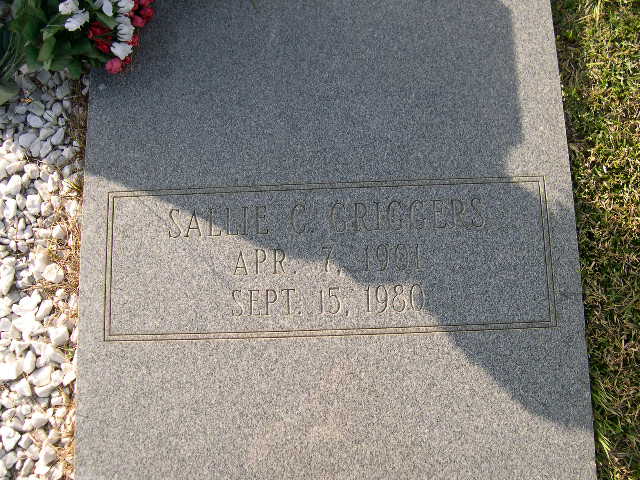 SALLIE C. GRIGGERS
APR. 7, 1901
SEPT. 15, 1980